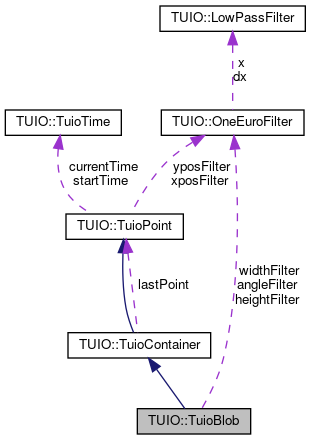 TUIO::LowPassFilter
x
dx
TUIO::TuioTime
TUIO::OneEuroFilter
currentTime
startTime
yposFilter
xposFilter
TUIO::TuioPoint
widthFilter
angleFilter
heightFilter
lastPoint
TUIO::TuioContainer
TUIO::TuioBlob